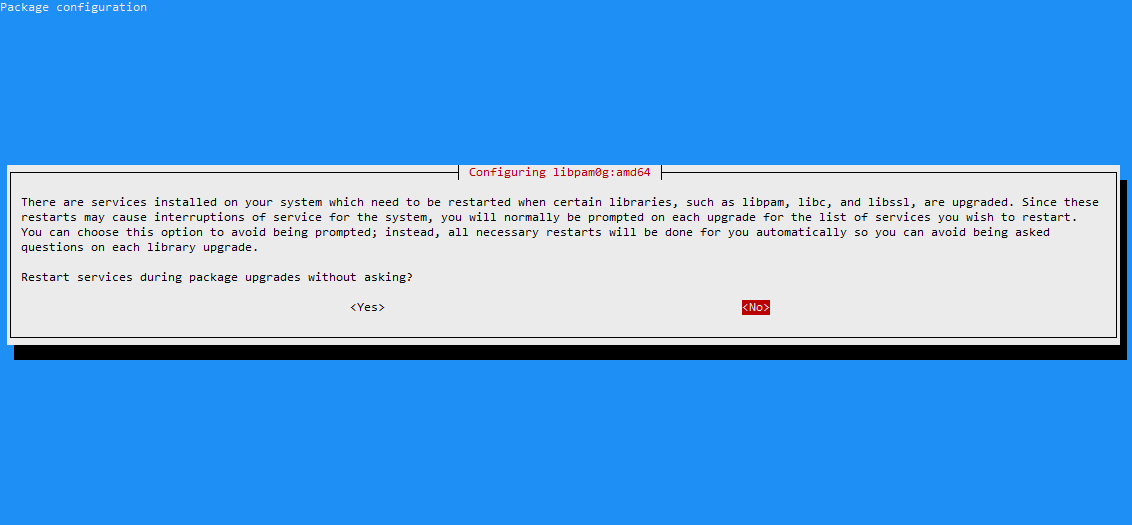 Package configuration
Configuring libpam0g:amd64
There are services installed on your system which need to be restarted when certain libraries, such as libpam, libc, and libssl, are upgraded. Since these
restarts may cause interruptions of service for the system, you will normally be prompted on each upgrade for the list of services you wish to restart.
You can choose this option to avoid being prompted; instead, all necessary restarts will be done for you automatically so you can avoid being asked
questions on each library upgrade.
Restart services during package upgrades without asking?
<Yes> <No>